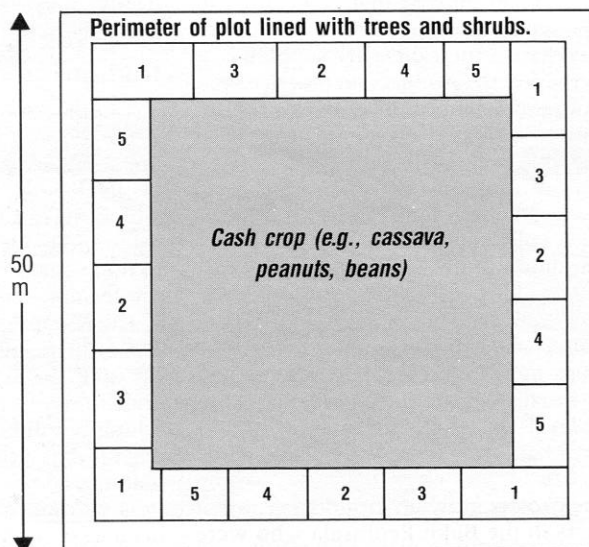 Perimeter of plot lined with trees and shrubs.
1 3 2 4 5 1
5
3
4
Cash crop (e.g., cassava,
2
peanuts, beans)
50
m
2
4
3
5
1
5 4 2 3 1